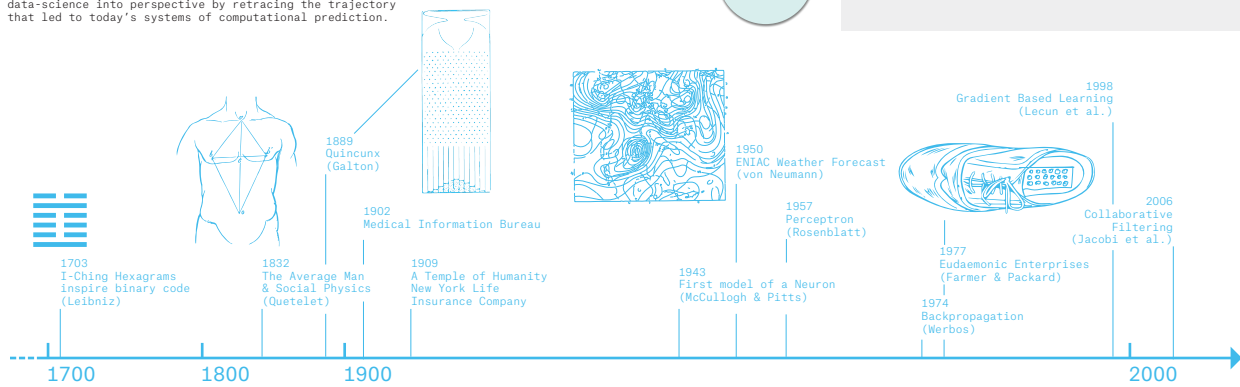 data-science into perspective by retracing the trajectory
that led to today's systems of computational prediction.
1703
I-Ching Hexagrams
inspire binary code
(Leibniz)
1832
The Average Man
& Social Physics
(Quetelet)
1889
Quincunx
(Galton)
1902
Medical Information Bureau
1909
A Temple of Humanity
New York Life
Insurance Company
1943
First model of a Neuron
(McCullogh & Pitts)
1950
ENIAC Weather Forecast
(von Neumann)
1957
Perceptron
(Rosenblatt)
1974
Backpropagation
(Werbos)
1977
Eudaemonic Enterprises
(Farmer & Packard)
1998
Gradient Based Learning
(Lecun et al.)
2006
Collaborative
Filtering
(Jacobi et al.)
1700
1800
1900
2000